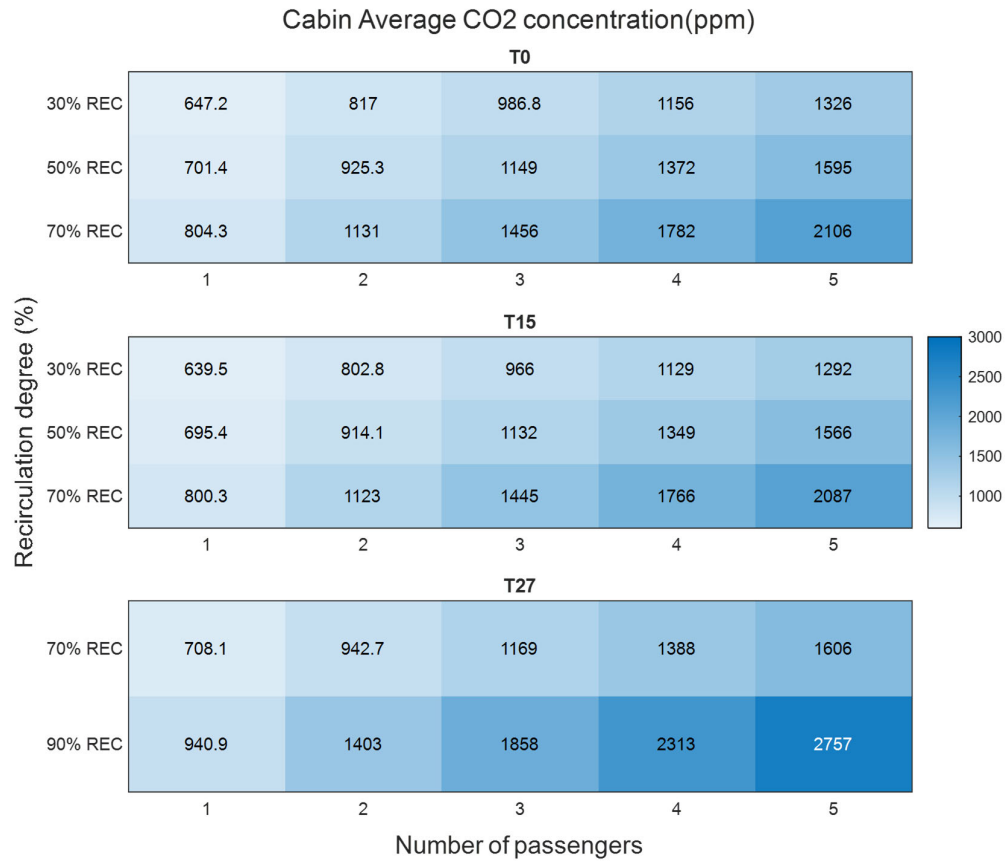 Cabin Average CO2 concentration(ppm)
T0
30% REC 647.2 817 986.8 1156 1326
50% REC 701.4 925.3 1149 1372 1595
70% REC 804.3 1131 1456 1782 2106
1 2 3 4 5
Recirculation degree (%)
T15
30% REC 639.5 802.8 966 1129 1292
50% REC 695.4 914.1 1132 1349 1566
70% REC 800.3 1123 1445 1766 2087
1 2 3 4 5
3000
2500
2000
1500
1000
T27
70% REC 708.1 942.7 1169 1388 1606
90% REC 940.9 1403 1858 2313 2757
1 2 3 4 5
Number of passengers